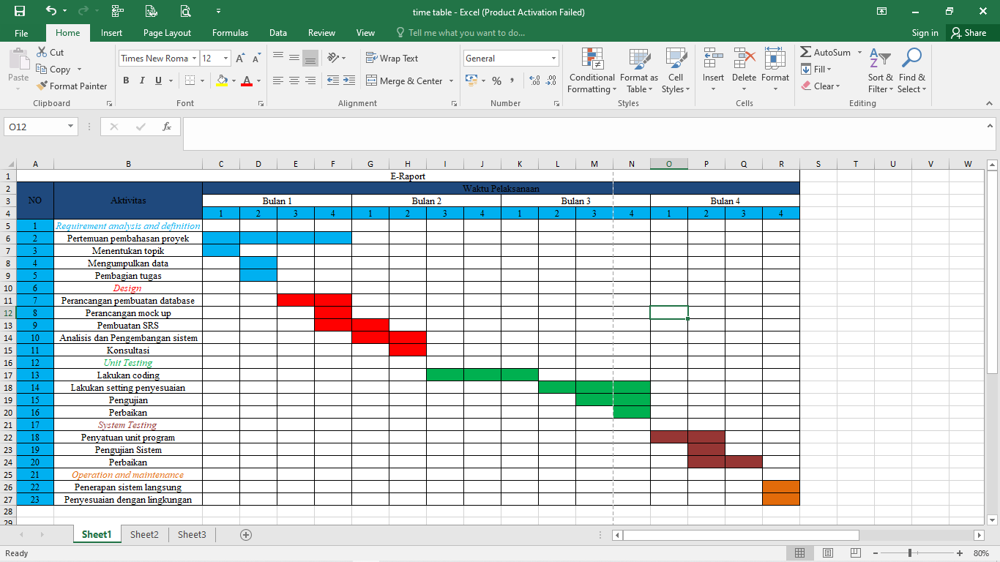 time table - Excel (Product Activation Failed)
File Home Insert Page Layout Formulas Data Review View Tell me what you want to do... Sign in Share
Paste Cut Copy Format Painter Clipboard
Times New Roma 12 B I U A Font
Wrap Text Merge & Center Alignment
General % , Number
Conditional Formatting Format as Table Cell Styles Styles
Insert Delete Format Cells
AutoSum Fill Clear Sort & Filter Find & Select Editing
O12 fx
A B C D E F G H I J K L M N O P Q R S T U V W
1 E-Raport
2 NO Aktivitas Waktu Pelaksanaan
3 Bulan 1 Bulan 2 Bulan 3 Bulan 4
4 1 2 3 4 1 2 3 4 1 2 3 4 1 2 3 4
5 1 Requirement analysis and definition
6 2 Pertemuan pembahasan proyek
7 3 Menentukan topik
8 4 Mengumpulkan data
9 5 Pembagian tugas
10 6 Design
11 7 Perancangan pembuatan database
12 8 Perancangan mock up
13 9 Pembuatan SRS
14 10 Analisis dan Pengembangan sistem
15 11 Konsultasi
16 12 Unit Testing
17 13 Lakukan coding
18 14 Lakukan setting penyesuaian
19 15 Pengujian
20 16 Perbaikan
21 17 System Testing
22 18 Penyatuan unit program
23 19 Pengujian Sistem
24 20 Perbaikan
25 21 Operation and maintenance
26 22 Penerapan sistem langsung
27 23 Penyesuaian dengan lingkungan
28
29
Sheet1 Sheet2 Sheet3
Ready 80%